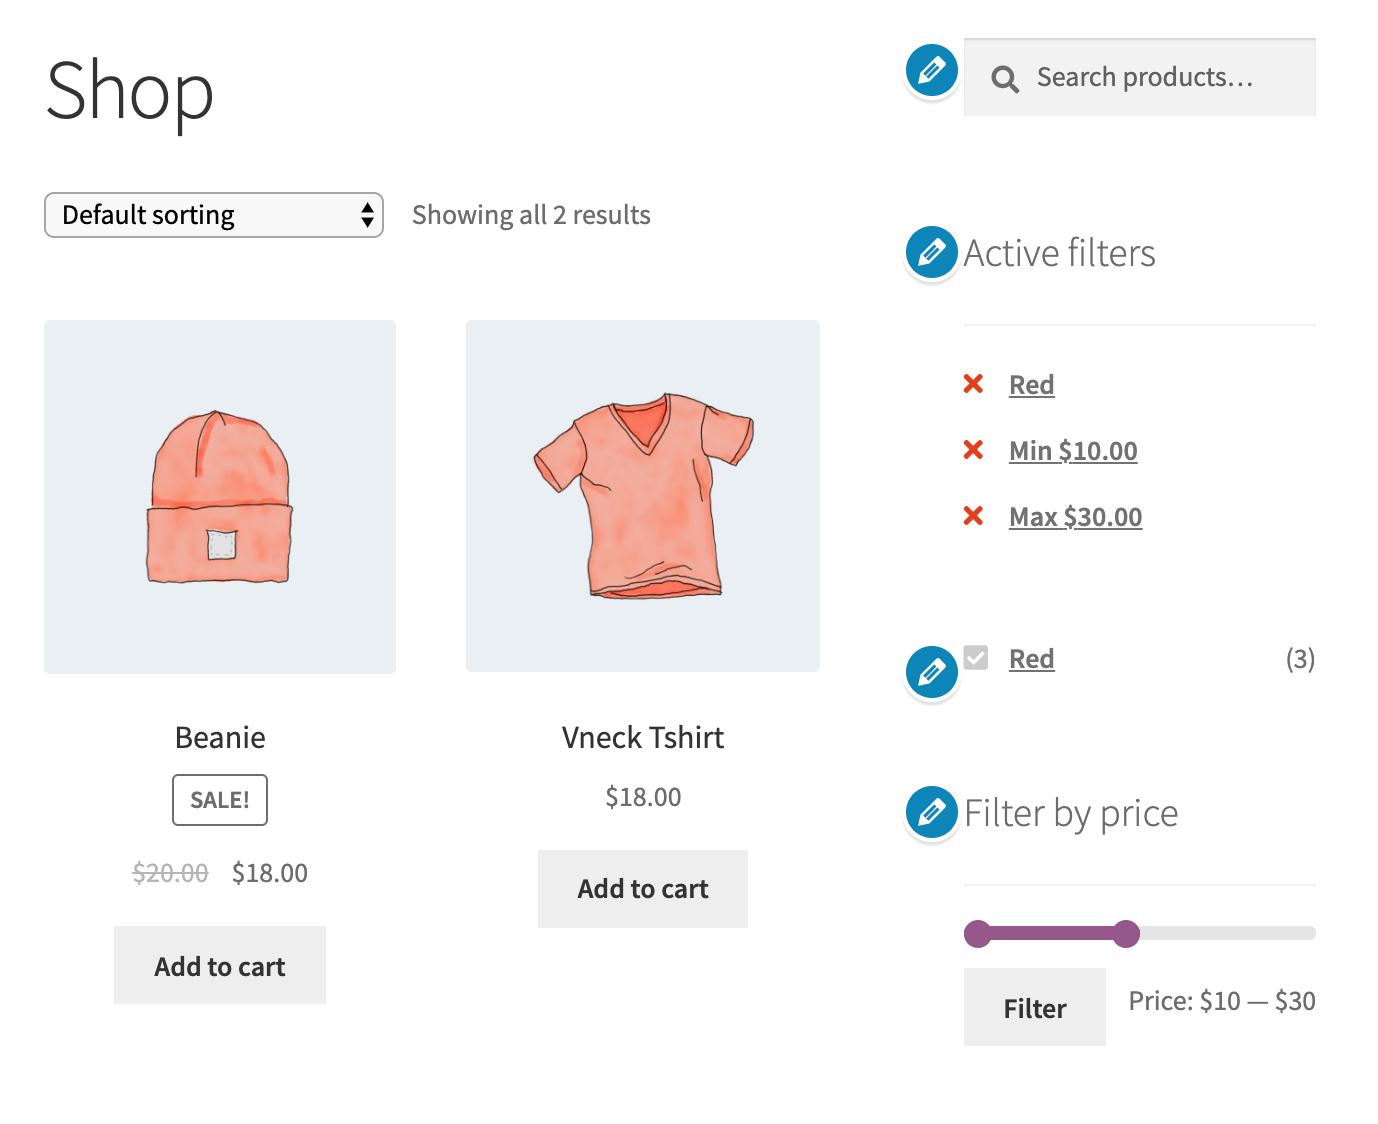 Shop
Default sorting
Showing all 2 results
Beanie
SALE!
$20.00 $18.00
Add to cart
Vneck Tshirt
$18.00
Add to cart
Search products...
Active filters
Red
Min $10.00
Max $30.00
Red (3)
Filter by price
Filter
Price: $10 — $30